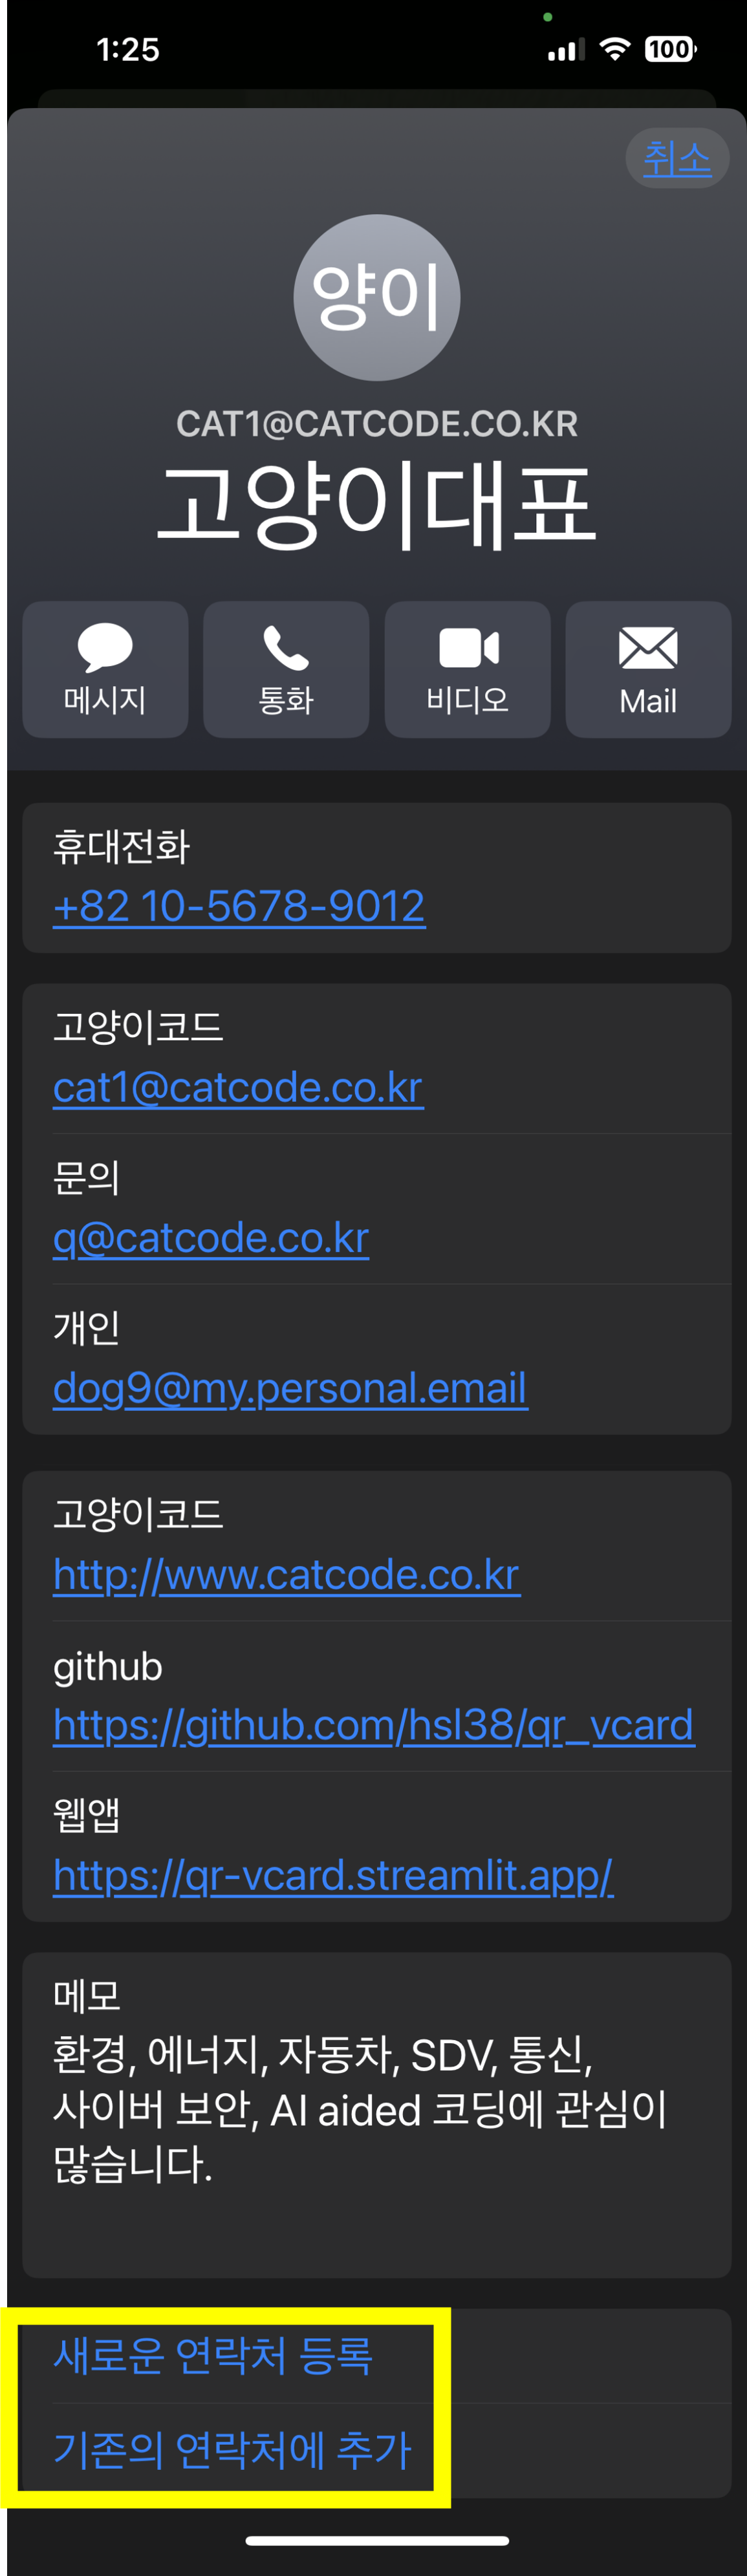 1:25
100
취소
양이
CAT1@CATCODE.CO.KR
고양이대표
메시지
통화
비디오
Mail
휴대전화
+82 10-5678-9012
고양이코드
cat1@catcode.co.kr
문의
q@catcode.co.kr
개인
dog9@my.personal.email
고양이코드
http://www.catcode.co.kr
github
https://github.com/hsl38/qr_vcard
웹앱
https://qr-vcard.streamlit.app/
메모
환경, 에너지, 자동차, SDV, 통신,
사이버 보안, AI aided 코딩에 관심이
많습니다.
새로운 연락처 등록
기존의 연락처에 추가